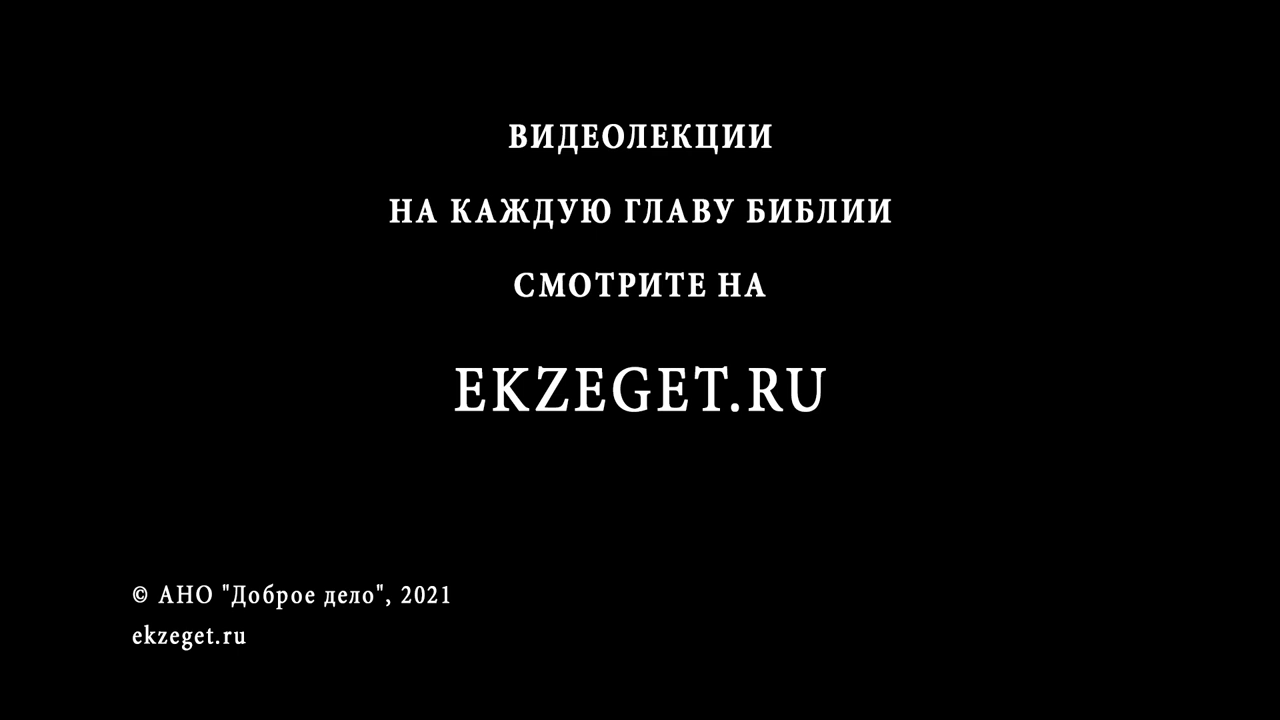 ВИДЕОЛЕКЦИИ
НА КАЖДУЮ ГЛАВУ БИБЛИИ
СМОТРИТЕ НА
EKZEGET.RU
© АНО "Доброе дело", 2021
ekzeget.ru